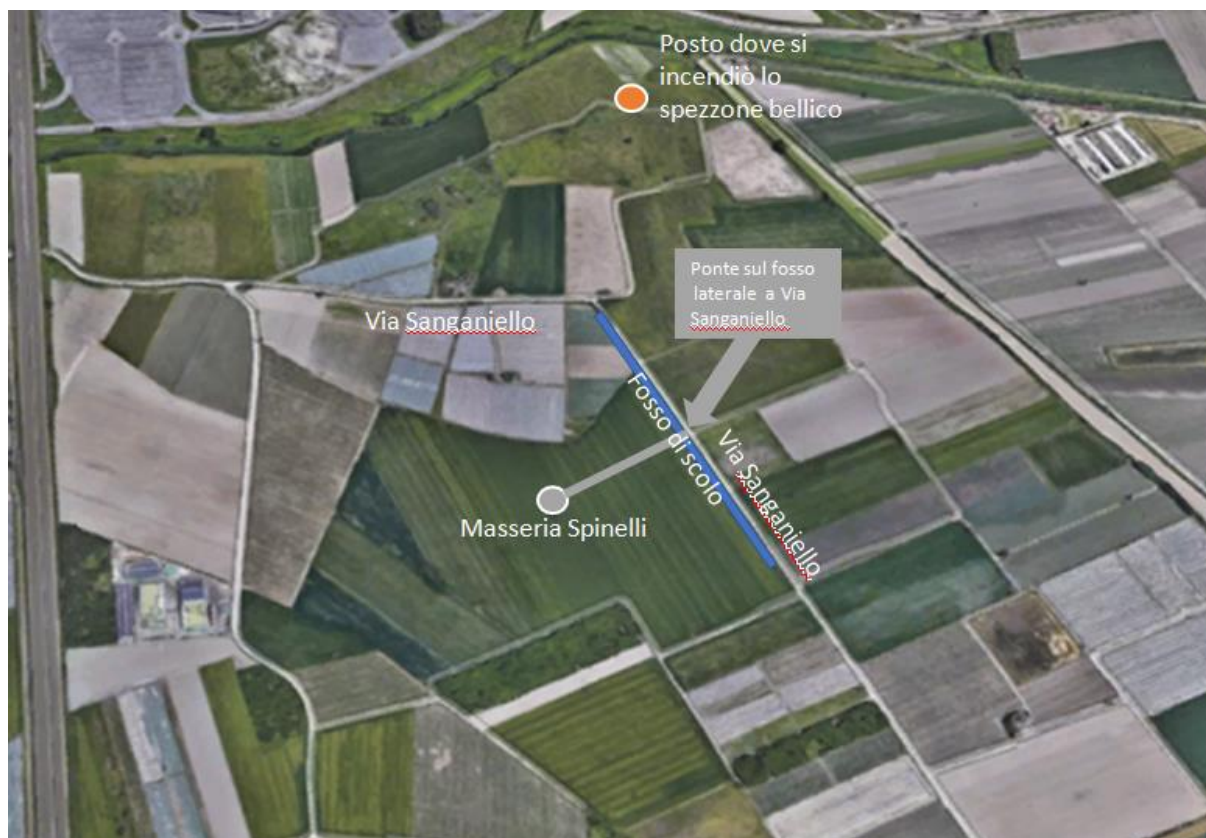 Posto dove si
incendiò lo
spezzone bellico
Ponte sul fosso
laterale a Via
Sanganiello
Via Sanganiello
Fosso di scolo
Via Sanganiello
Masseria Spinelli